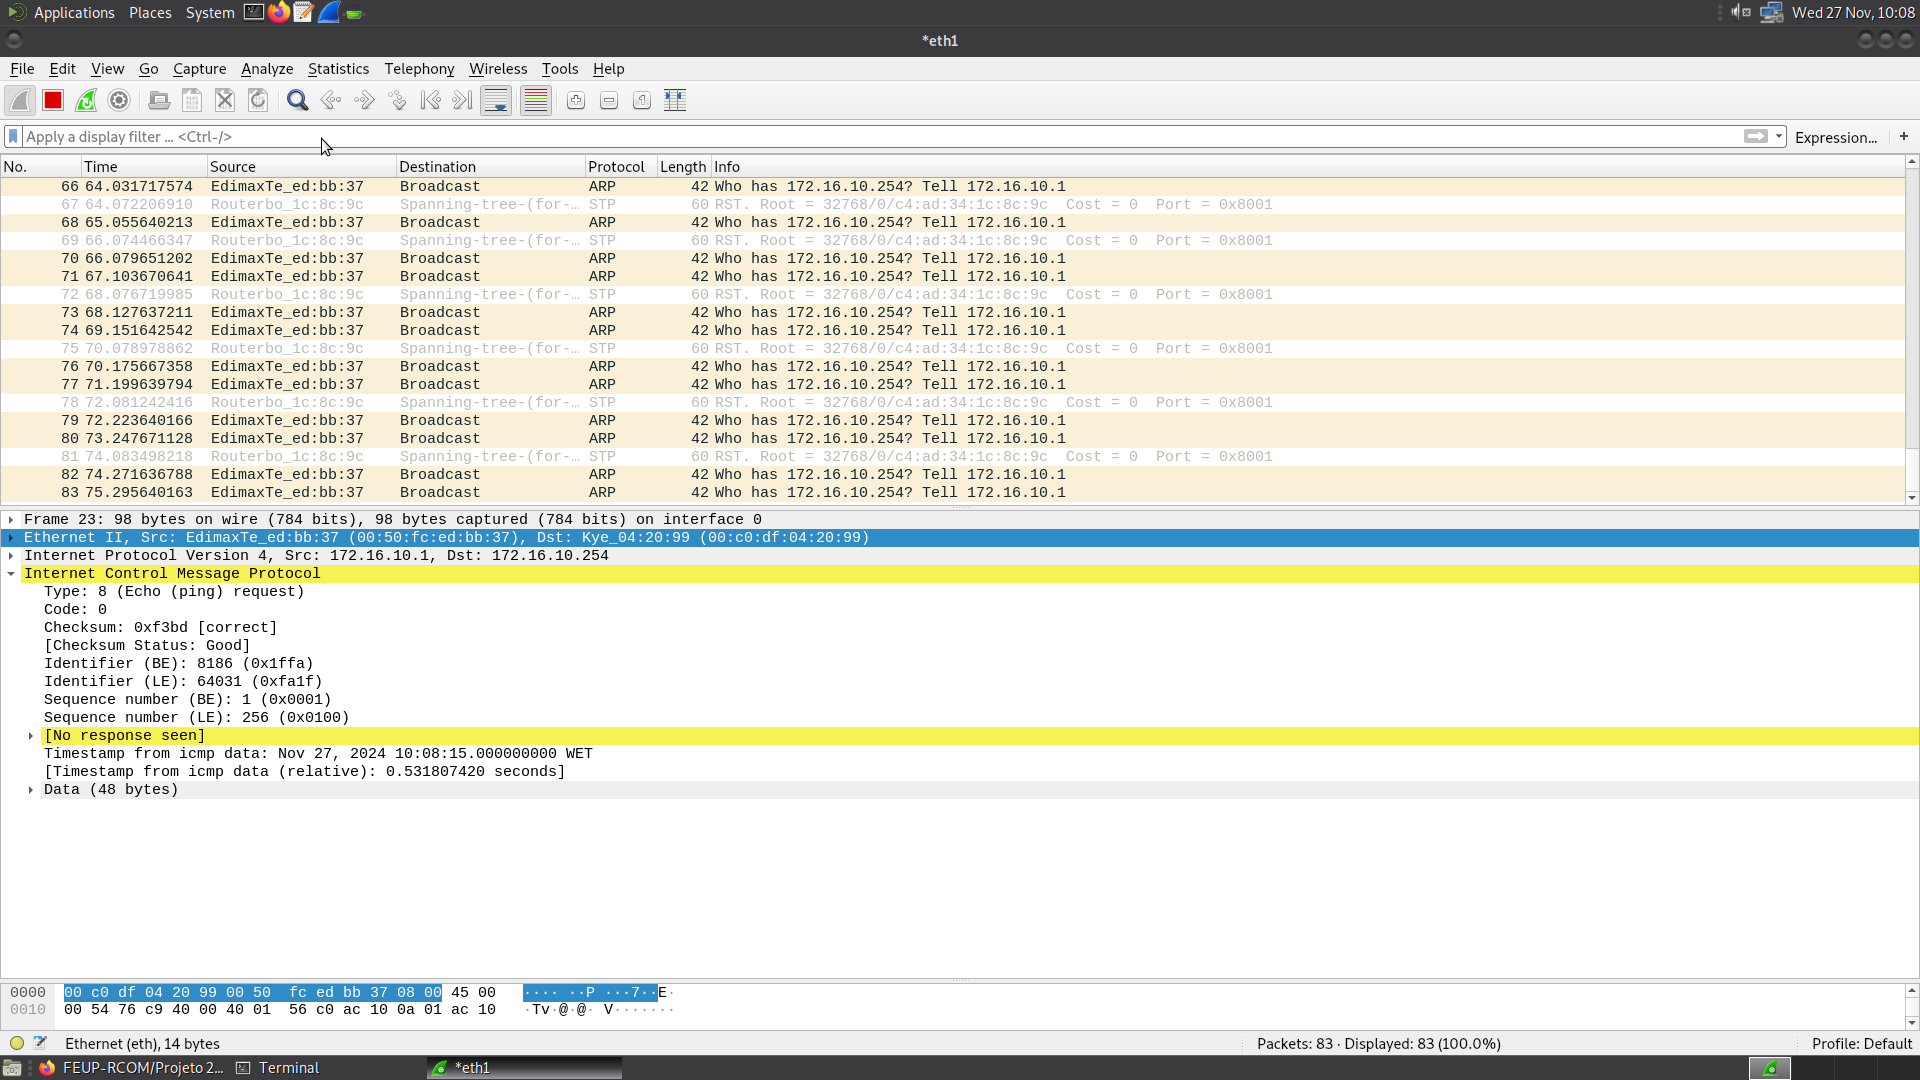 Applications Places System Wed 27 Nov, 10:08
*eth1
File Edit View Go Capture Analyze Statistics Telephony Wireless Tools Help
Apply a display filter ... <Ctrl-/> Expression... +
No. Time Source Destination Protocol Length Info
66 64.031717574 EdimaxTe_ed:bb:37 Broadcast ARP 42 Who has 172.16.10.254? Tell 172.16.10.1
67 64.072206910 Routerbo_1c:8c:9c Spanning-tree-(for-… STP 60 RST. Root = 32768/0/c4:ad:34:1c:8c:9c Cost = 0 Port = 0x8001
68 65.055640213 EdimaxTe_ed:bb:37 Broadcast ARP 42 Who has 172.16.10.254? Tell 172.16.10.1
69 66.074466347 Routerbo_1c:8c:9c Spanning-tree-(for-… STP 60 RST. Root = 32768/0/c4:ad:34:1c:8c:9c Cost = 0 Port = 0x8001
70 66.079651202 EdimaxTe_ed:bb:37 Broadcast ARP 42 Who has 172.16.10.254? Tell 172.16.10.1
71 67.103670641 EdimaxTe_ed:bb:37 Broadcast ARP 42 Who has 172.16.10.254? Tell 172.16.10.1
72 68.076719985 Routerbo_1c:8c:9c Spanning-tree-(for-… STP 60 RST. Root = 32768/0/c4:ad:34:1c:8c:9c Cost = 0 Port = 0x8001
73 68.127637211 EdimaxTe_ed:bb:37 Broadcast ARP 42 Who has 172.16.10.254? Tell 172.16.10.1
74 69.151642542 EdimaxTe_ed:bb:37 Broadcast ARP 42 Who has 172.16.10.254? Tell 172.16.10.1
75 70.078978862 Routerbo_1c:8c:9c Spanning-tree-(for-… STP 60 RST. Root = 32768/0/c4:ad:34:1c:8c:9c Cost = 0 Port = 0x8001
76 70.175667358 EdimaxTe_ed:bb:37 Broadcast ARP 42 Who has 172.16.10.254? Tell 172.16.10.1
77 71.199639794 EdimaxTe_ed:bb:37 Broadcast ARP 42 Who has 172.16.10.254? Tell 172.16.10.1
78 72.081242416 Routerbo_1c:8c:9c Spanning-tree-(for-… STP 60 RST. Root = 32768/0/c4:ad:34:1c:8c:9c Cost = 0 Port = 0x8001
79 72.223640166 EdimaxTe_ed:bb:37 Broadcast ARP 42 Who has 172.16.10.254? Tell 172.16.10.1
80 73.247671128 EdimaxTe_ed:bb:37 Broadcast ARP 42 Who has 172.16.10.254? Tell 172.16.10.1
81 74.083498218 Routerbo_1c:8c:9c Spanning-tree-(for-… STP 60 RST. Root = 32768/0/c4:ad:34:1c:8c:9c Cost = 0 Port = 0x8001
82 74.271636788 EdimaxTe_ed:bb:37 Broadcast ARP 42 Who has 172.16.10.254? Tell 172.16.10.1
83 75.295640163 EdimaxTe_ed:bb:37 Broadcast ARP 42 Who has 172.16.10.254? Tell 172.16.10.1
Frame 23: 98 bytes on wire (784 bits), 98 bytes captured (784 bits) on interface 0
Ethernet II, Src: EdimaxTe_ed:bb:37 (00:50:fc:ed:bb:37), Dst: Kye_04:20:99 (00:c0:df:04:20:99)
Internet Protocol Version 4, Src: 172.16.10.1, Dst: 172.16.10.254
Internet Control Message Protocol
Type: 8 (Echo (ping) request)
Code: 0
Checksum: 0xf3bd [correct]
[Checksum Status: Good]
Identifier (BE): 8186 (0x1ffa)
Identifier (LE): 64031 (0xfa1f)
Sequence number (BE): 1 (0x0001)
Sequence number (LE): 256 (0x0100)
[No response seen]
Timestamp from icmp data: Nov 27, 2024 10:08:15.000000000 WET
[Timestamp from icmp data (relative): 0.531807420 seconds]
Data (48 bytes)
0000 00 c0 df 04 20 99 00 50 fc ed bb 37 08 00 45 00 ···· ··P ···7··E·
0010 00 54 76 c9 40 00 40 01 56 c0 ac 10 0a 01 ac 10 ·Tv·@·@· V·······
Ethernet (eth), 14 bytes Packets: 83 · Displayed: 83 (100.0%) Profile: Default
FEUP-RCOM/Projeto 2... Terminal *eth1